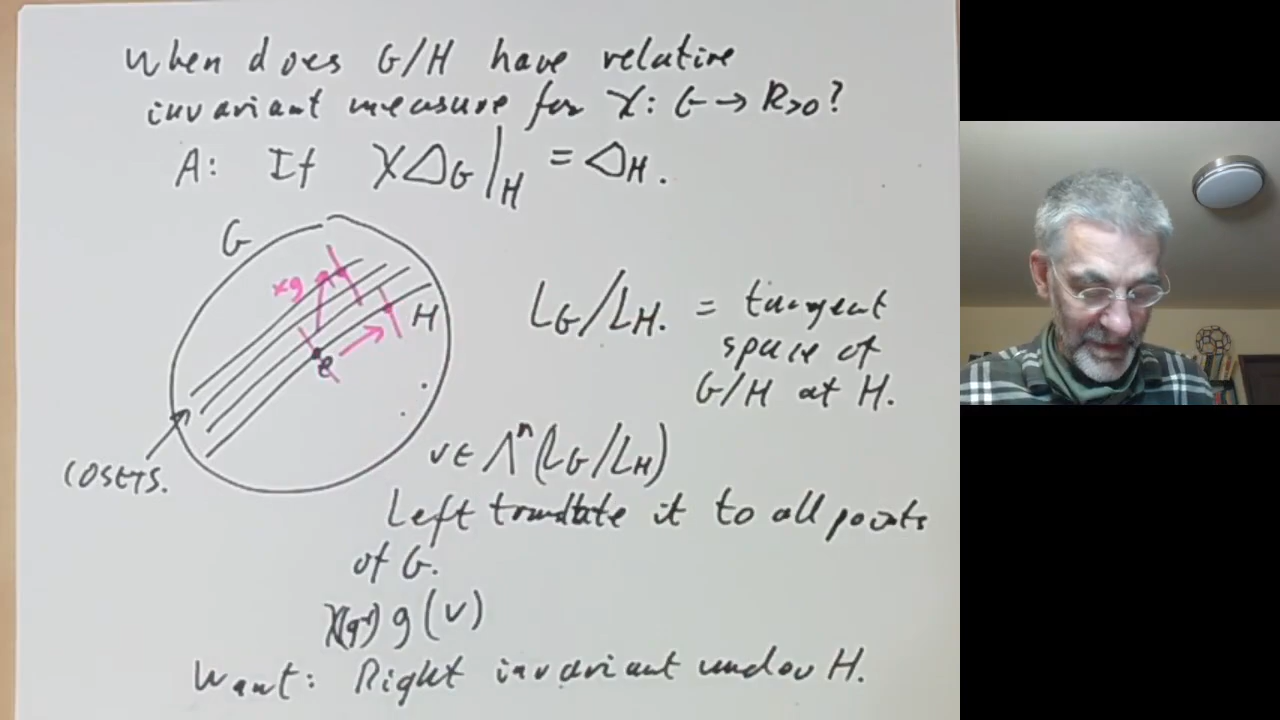 When does G/H have relative
invariant measure for χ: G → R>0?
A: If χΔG|H = ΔH.
G
xg
H
e
COSETS.
LG/LH. = tangent
space of
G/H at H.
v ∈ Λⁿ(LG/LH)
Left translate it to all points
of G.
χ(g⁻¹) g(v)
Want: Right invariant under H.